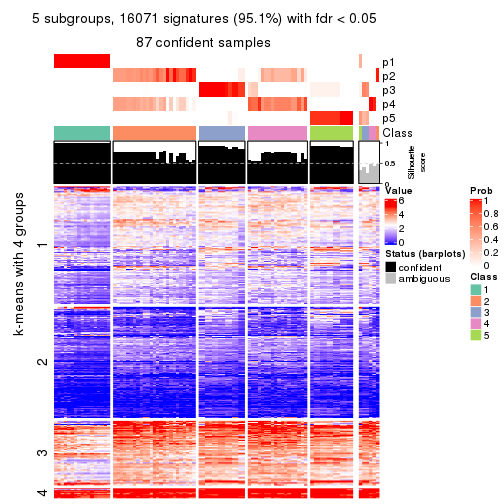 5 subgroups, 16071 signatures (95.1%) with fdr < 0.05
87 confident samples
p1
p2
p3
p4
p5
Class
1
0.5
0
Silhouette
score
k-means with 4 groups
1
2
3
4
Value
6
4
2
0
Status (barplots)
confident
ambiguous
Prob
1
0.8
0.6
0.4
0.2
0
Class
1
2
3
4
5